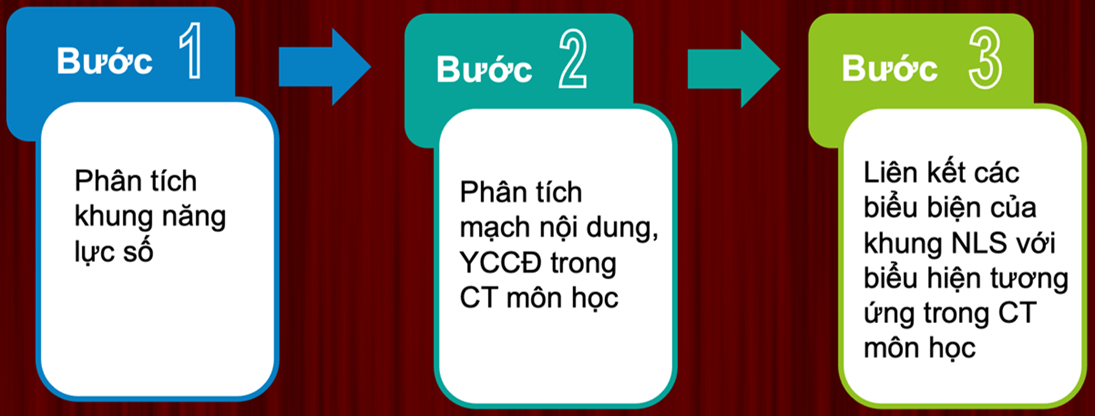 Bước 1
Phân tích
khung năng
lực số
Bước 2
Phân tích
mạch nội dung,
YCCĐ trong
CT môn học
Bước 3
Liên kết các
biểu biện của
khung NLS với
biểu hiện tương
ứng trong CT
môn học